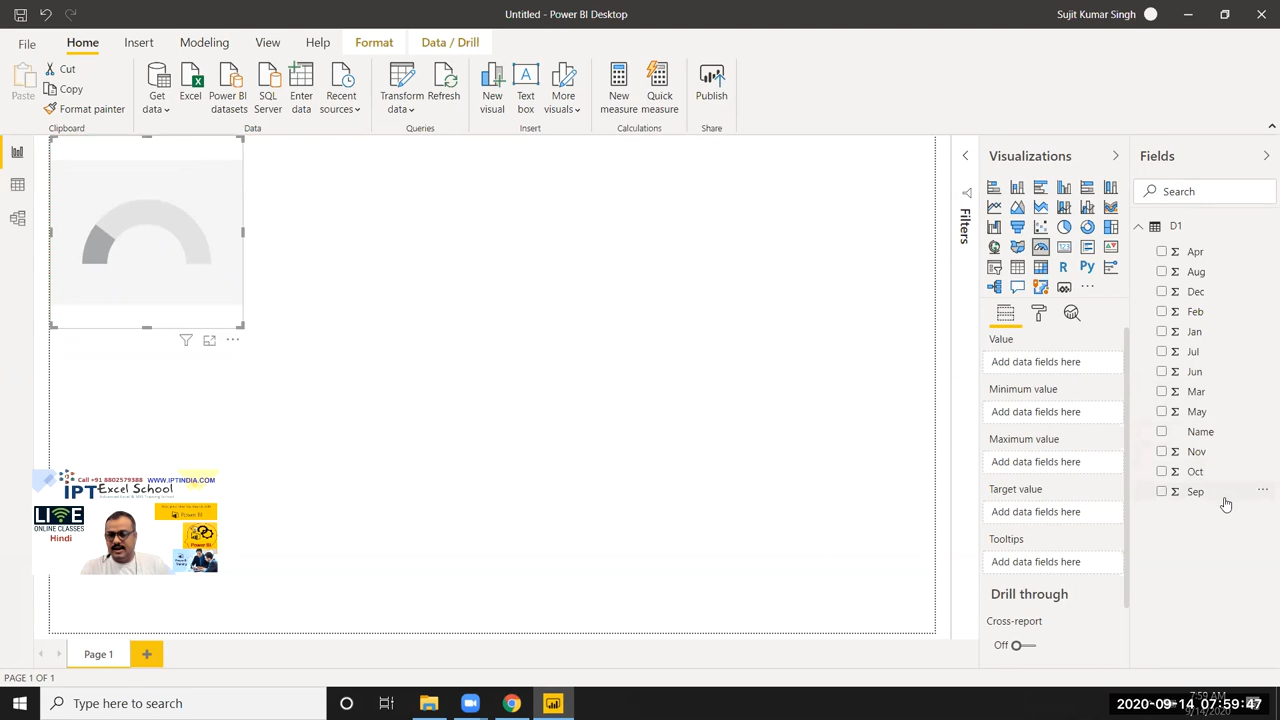 Untitled - Power BI Desktop
Sujit Kumar Singh
File
Home
Insert
Modeling
View
Help
Format
Data / Drill
Paste
Cut
Copy
Format painter
Clipboard
Get data
Excel
Power BI datasets
SQL Server
Enter data
Recent sources
Data
Transform data
Refresh
Queries
New visual
Text box
More visuals
Insert
New measure
Quick measure
Calculations
Publish
Share
Filters
Visualizations
R
Py
Value
Add data fields here
Minimum value
Add data fields here
Maximum value
Add data fields here
Target value
Add data fields here
Tooltips
Add data fields here
Drill through
Cross-report
Off
Fields
Search
D1
Apr
Aug
Dec
Feb
Jan
Jul
Jun
Mar
May
Name
Nov
Oct
Sep
Call +91 8802579388 WWW.IPTINDIA.COM
IPT Excel School
LIVE
ONLINE CLASSES
Hindi
Power BI
Page 1
PAGE 1 OF 1
Type here to search
7:59 AM
9/14/2020
2020-09-14 07:59:47